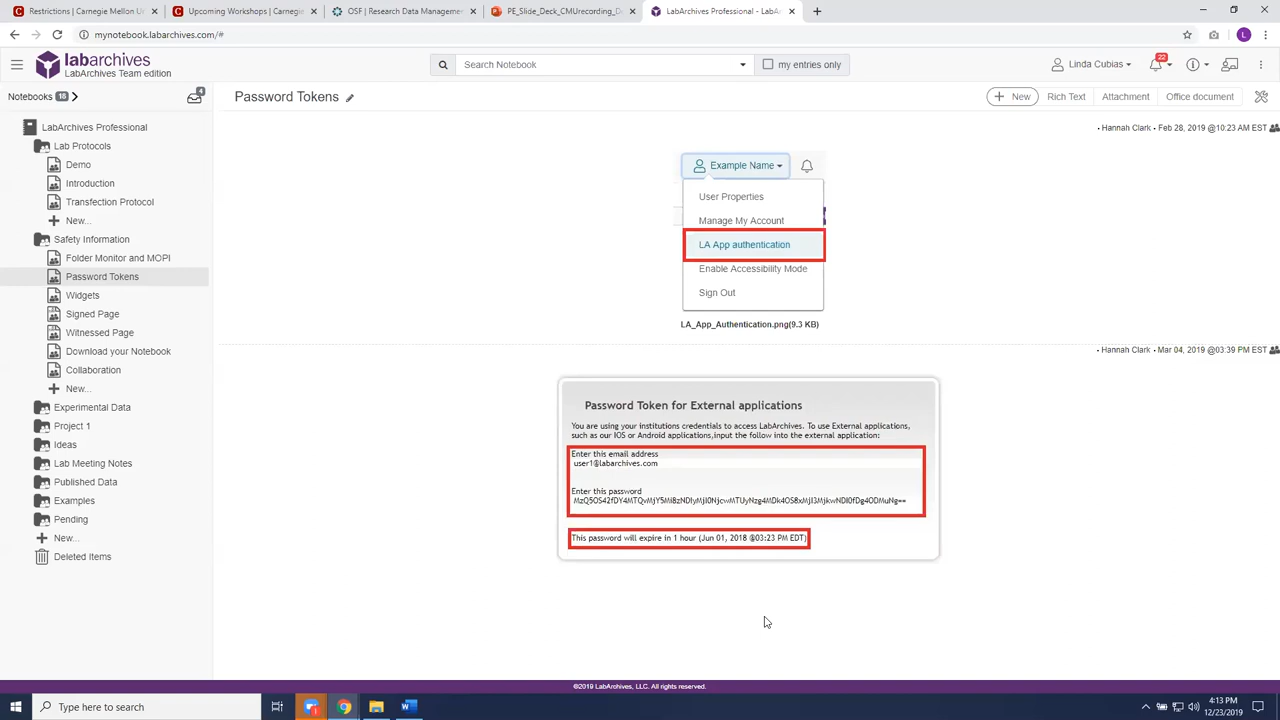 Restrictions | Carnegie Mellon U
Upcoming Workshops | Carnegie
OSF | Research Data Management
PE_Slide_Deck_CMUrecording_D
Password Tokens | Professional - LabAr
mynotebook.labarchives.com/#
L
labarchives
LabArchives Team edition
Search Notebook
my entries only
Linda Cubias
22
Notebooks 18
4
Password Tokens
New
Rich Text
Attachment
Office document
LabArchives Professional
Lab Protocols
Demo
Introduction
Transfection Protocol
New...
Safety Information
Folder Monitor and MOPI
Password Tokens
Widgets
Signed Page
Witnessed Page
Download your Notebook
Collaboration
New...
Experimental Data
Project 1
Ideas
Lab Meeting Notes
Published Data
Examples
Pending
New...
Deleted Items
• Hannah Clark • Feb 28, 2019 @10:23 AM EST
Example Name
User Properties
Manage My Account
LA App authentication
Enable Accessibility Mode
Sign Out
LA_App_Authentication.png(9.3 KB)
• Hannah Clark • Mar 04, 2019 @03:39 PM EST
Password Token for External applications
You are using your institutions credentials to access LabArchives. To use External applications,
such as our IOS or Android applications,input the follow into the external application:
Enter this email address
user1@labarchives.com
Enter this password
This password will expire in 1 hour (Jun 01, 2018 @03:23 PM EDT)
©2019 LabArchives, LLC. All rights reserved.
Type here to search
4:13 PM
12/23/2019